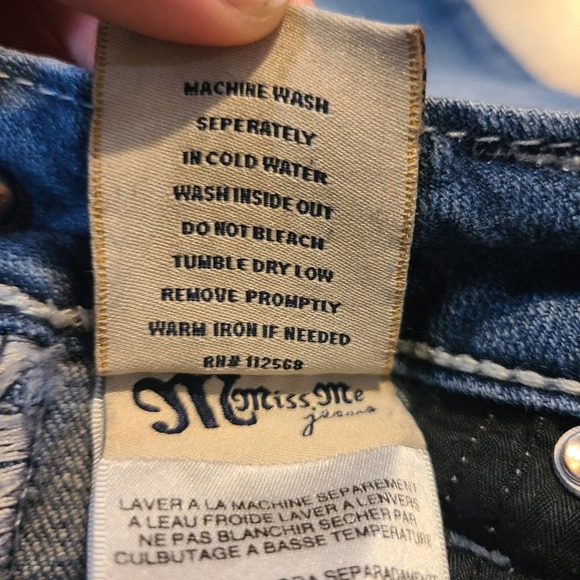 MACHINE WASH
SEPERATELY
IN COLD WATER
WASH INSIDE OUT
DO NOT BLEACH
TUMBLE DRY LOW
REMOVE PROMPTLY
WARM IRON IF NEEDED
RN# 112568
M Miss Me
jeans
LAVER A LA MACHINE SEPAREMENT
A LEAU FROIDE LAVER A LENVERS
NE PAS BLANCHIR SECHER PAR
CULBUTAGE A BASSE TEMPERATURE
SEPARADAMENTE